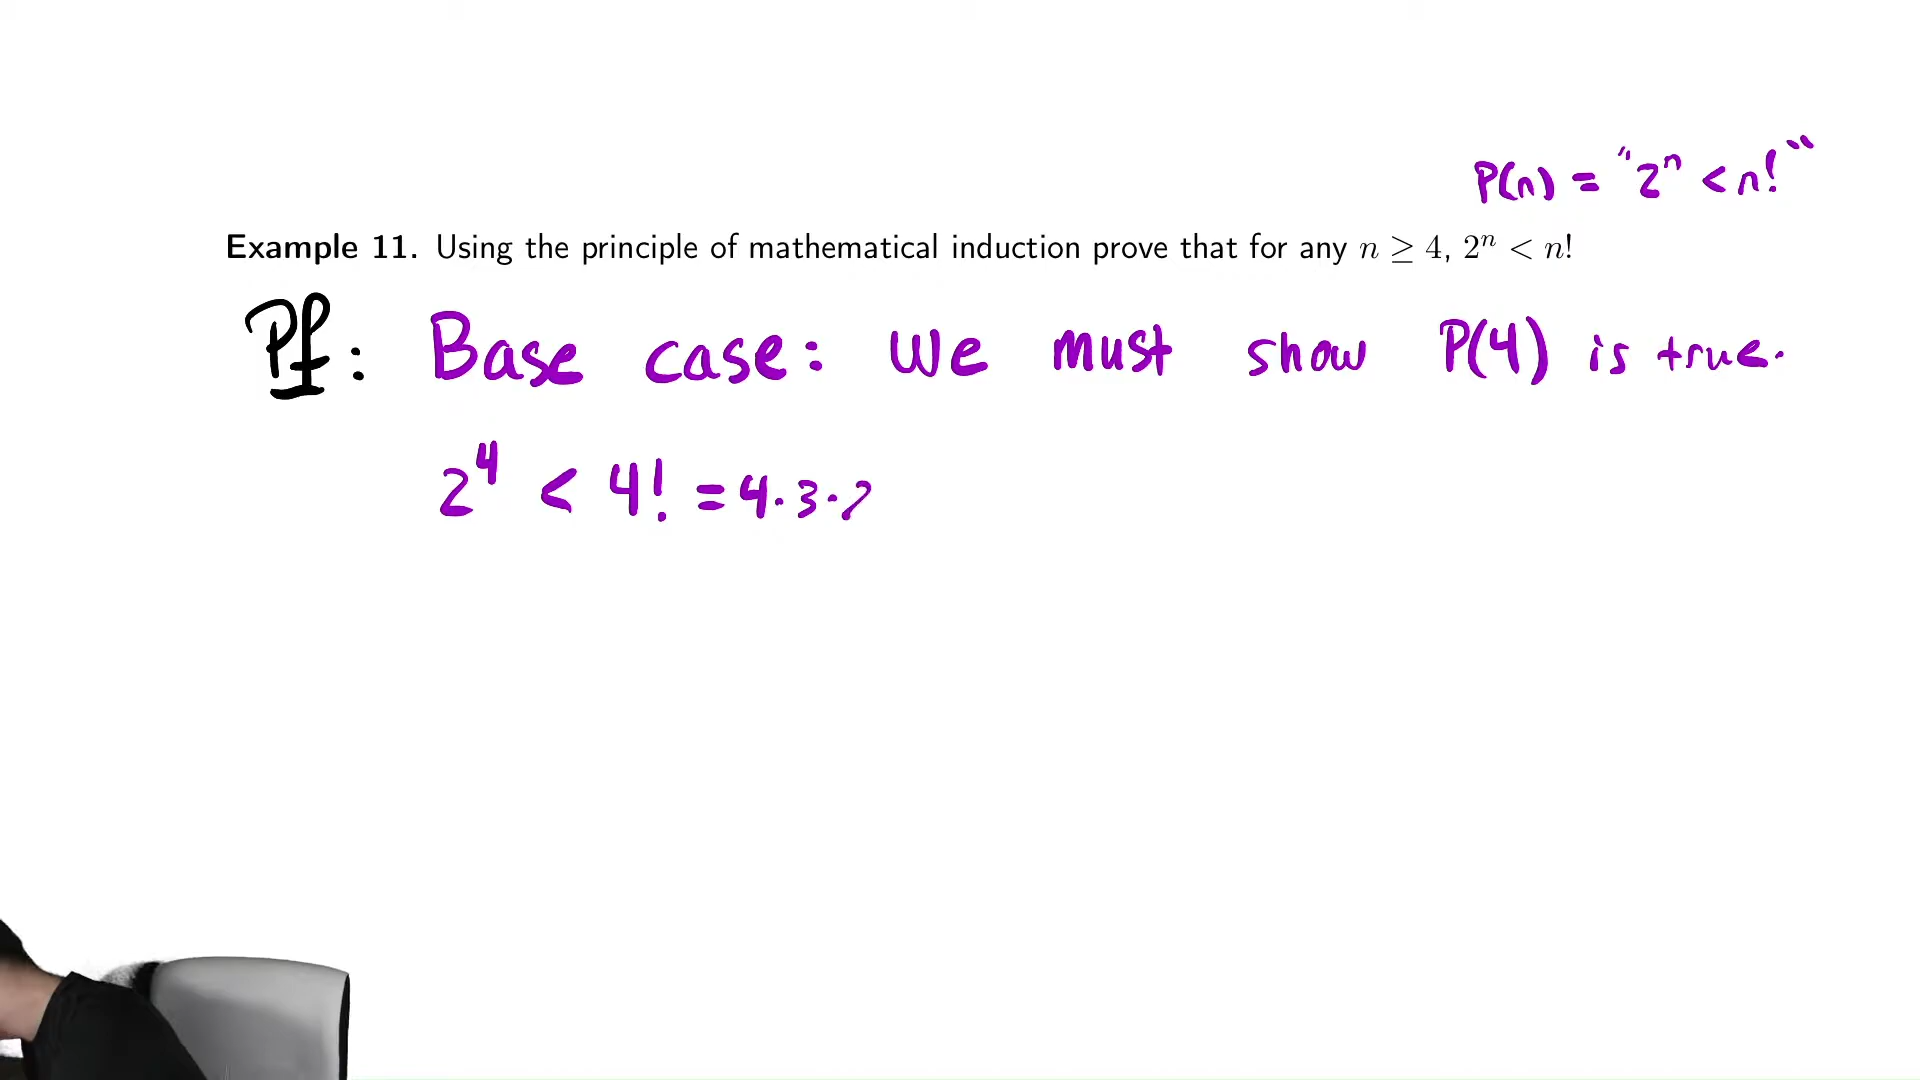 P(n) = "2ⁿ < n!"
Example 11. Using the principle of mathematical induction prove that for any n ≥ 4, 2ⁿ < n!
Pf: Base case: We must show P(4) is true.
2⁴ < 4! = 4·3·2